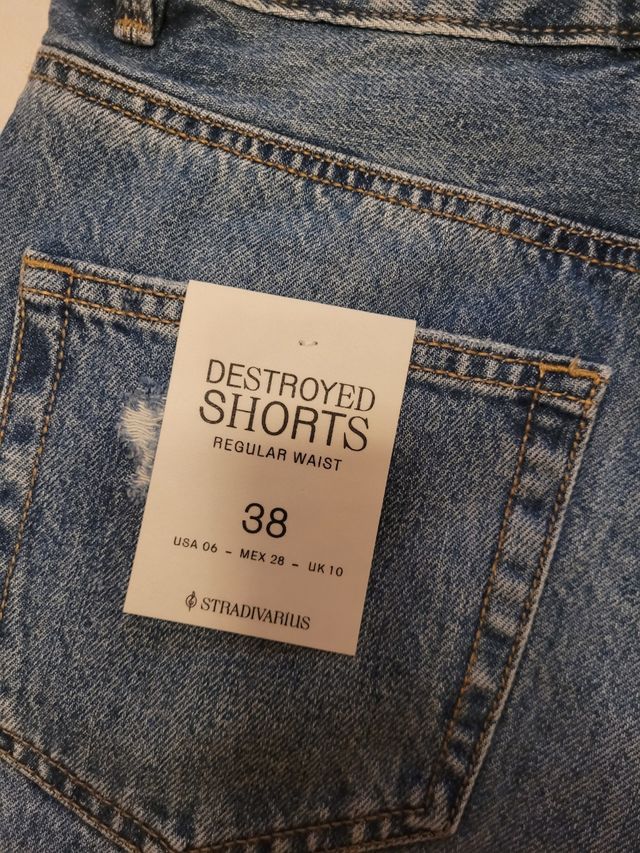 DESTROYED
SHORTS
REGULAR WAIST
38
USA 06 - MEX 28 - UK 10
STRADIVARIUS